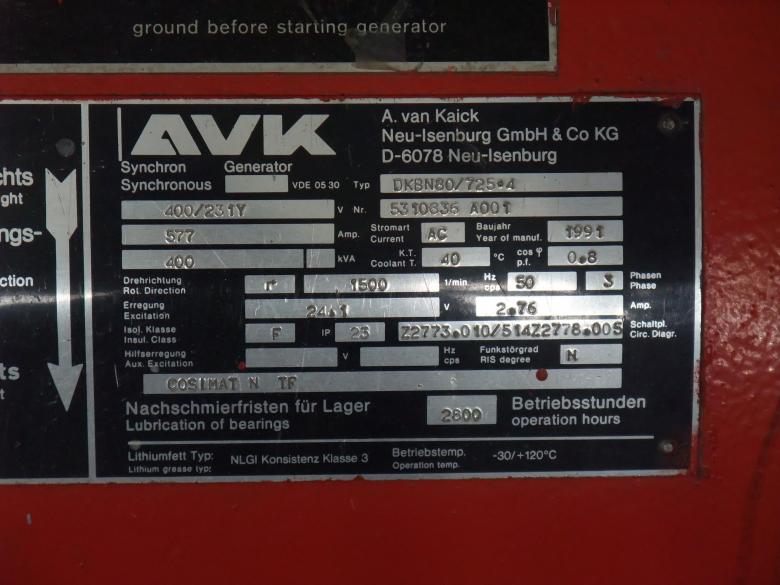 ground before starting generator
chts
ght
ngs-
ction
ts
t
AVK
A. van Kaick
Neu-Isenburg GmbH & Co KG
D-6078 Neu-Isenburg
Synchron Generator
Synchronous VDE 0530 Typ DKBN80/725.4
400/231Y V Nr. 5310636 A001
577 Amp. Stromart Current AC Baujahr Year of manuf. 1991
400 kVA K.T. Coolant T. 40 °C cos φ p.f. 0.8
Drehrichtung Rot. Direction r 1500 1/min. Hz cps 50 3 Phasen Phase
Erregung Excitation V 2.76 Amp.
Isol. Klasse Insul. Class F IP 23 Z2773.010/514Z2778.005 Schaltpl. Circ. Diagr.
Hilfserregung Aux. Excitation V Hz cps Funkstörgrad RIS degree N
COSIMAT N TF
Nachschmierfristen für Lager 2800 Betriebsstunden
Lubrication of bearings operation hours
Lithiumfett Typ: NLGI Konsistenz Klasse 3 Betriebstemp. -30/+120°C
Lithium grease typ: Operation temp.